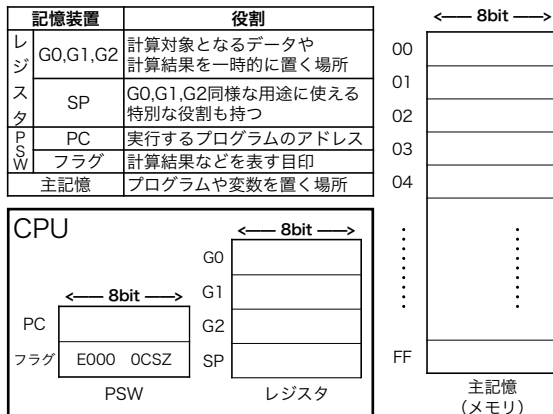 記憶装置 役割
レジスタ G0,G1,G2 計算対象となるデータや
計算結果を一時的に置く場所
SP G0,G1,G2同様な用途に使える
特別な役割も持つ
PSW PC 実行するプログラムのアドレス
フラグ 計算結果などを表す目印
主記憶 プログラムや変数を置く場所
CPU
<—— 8bit ——>
G0
G1
G2
SP
レジスタ
<—— 8bit ——>
PC
フラグ E000 0CSZ
PSW
<—— 8bit ——>
00
01
02
03
04
FF
主記憶
(メモリ)